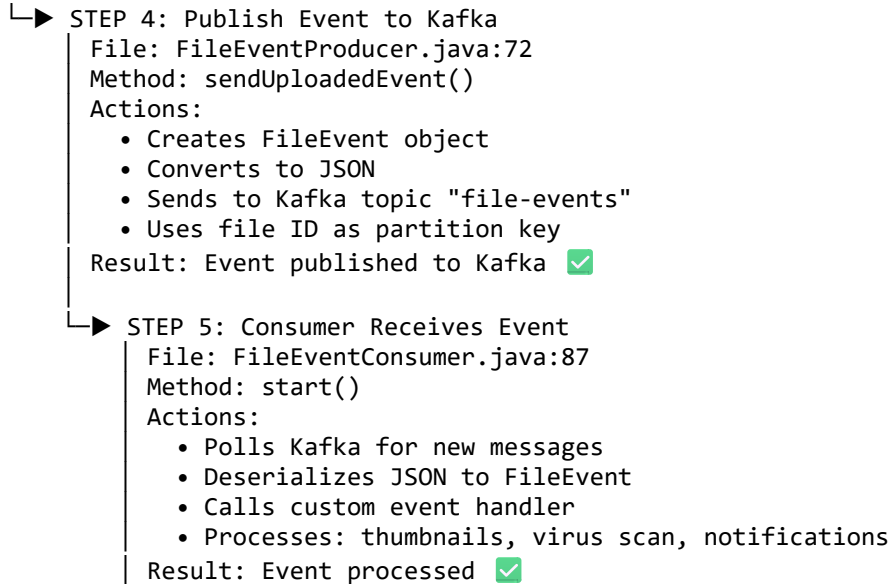 └─▶ STEP 4: Publish Event to Kafka
│ File: FileEventProducer.java:72
│ Method: sendUploadedEvent()
│ Actions:
│   • Creates FileEvent object
│   • Converts to JSON
│   • Sends to Kafka topic "file-events"
│   • Uses file ID as partition key
│ Result: Event published to Kafka ✅
│
└─▶ STEP 5: Consumer Receives Event
│ File: FileEventConsumer.java:87
│ Method: start()
│ Actions:
│   • Polls Kafka for new messages
│   • Deserializes JSON to FileEvent
│   • Calls custom event handler
│   • Processes: thumbnails, virus scan, notifications
│ Result: Event processed ✅